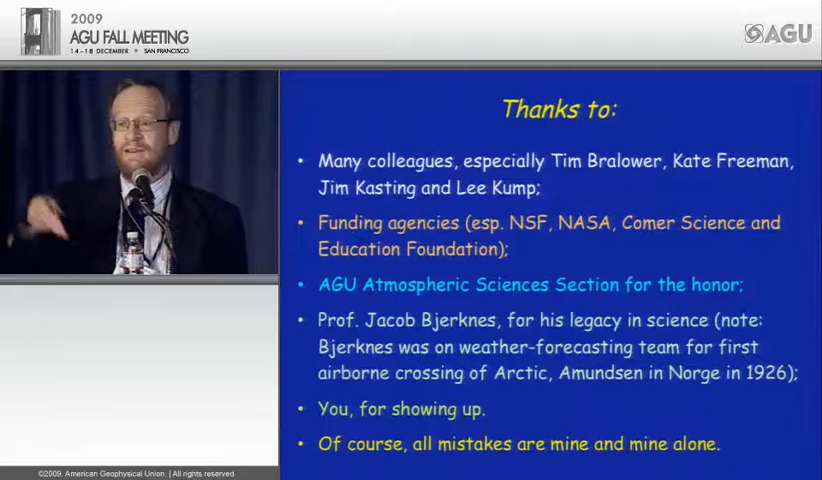 2009
AGU FALL MEETING
14-18 DECEMBER • SAN FRANCISCO
AGU
Thanks to:
• Many colleagues, especially Tim Bralower, Kate Freeman,
Jim Kasting and Lee Kump;
• Funding agencies (esp. NSF, NASA, Comer Science and
Education Foundation);
• AGU Atmospheric Sciences Section for the honor;
• Prof. Jacob Bjerknes, for his legacy in science (note:
Bjerknes was on weather-forecasting team for first
airborne crossing of Arctic, Amundsen in Norge in 1926);
• You, for showing up.
• Of course, all mistakes are mine and mine alone.
©2009. American Geophysical Union. | All rights reserved.